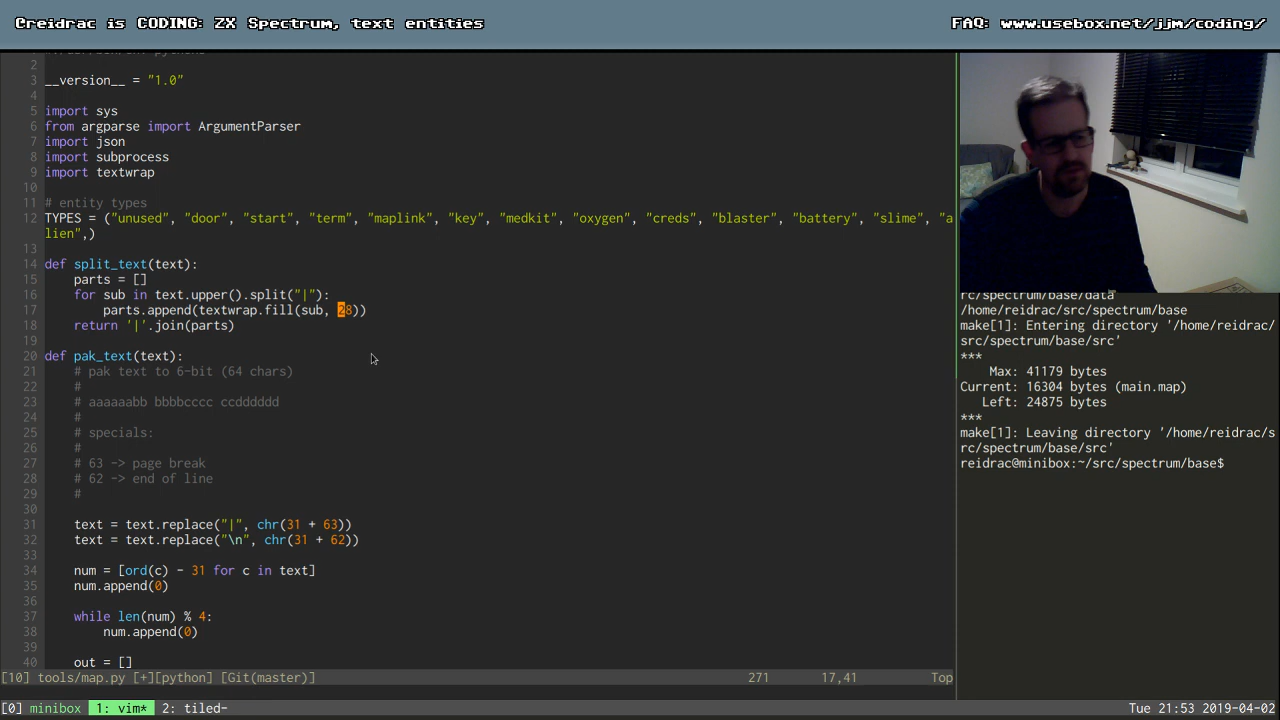 Creidrac is CODING: ZX Spectrum, text entities
FAQ: www.usebox.net/jjm/coding/
2
3 __version__ = "1.0"
4
5 import sys
6 from argparse import ArgumentParser
7 import json
8 import subprocess
9 import textwrap
10
11 # entity types
12 TYPES = ("unused", "door", "start", "term", "maplink", "key", "medkit", "oxygen", "creds", "blaster", "battery", "slime", "a
lien",)
13
14 def split_text(text):
15     parts = []
16     for sub in text.upper().split("|"):
17         parts.append(textwrap.fill(sub, 28))
18     return '|'.join(parts)
19
20 def pak_text(text):
21     # pak text to 6-bit (64 chars)
22     #
23     # aaaaaabb bbbbcccc ccdddddd
24     #
25     # specials:
26     #
27     # 63 -> page break
28     # 62 -> end of line
29     #
30
31     text = text.replace("|", chr(31 + 63))
32     text = text.replace("\n", chr(31 + 62))
33
34     num = [ord(c) - 31 for c in text]
35     num.append(0)
36
37     while len(num) % 4:
38         num.append(0)
39
40     out = []
[10] tools/map.py [+][python] [Git(master)] 271 17,41 Top
rc/spectrum/base/data
/home/reidrac/src/spectrum/base
make[1]: Entering directory '/home/reidrac/
src/spectrum/base/src'
***
Max: 41179 bytes
Current: 16304 bytes (main.map)
Left: 24875 bytes
***
make[1]: Leaving directory '/home/reidrac/s
rc/spectrum/base/src'
reidrac@minibox:~/src/spectrum/base$
[0] minibox 1: vim* 2: tiled- Tue 21:53 2019-04-02